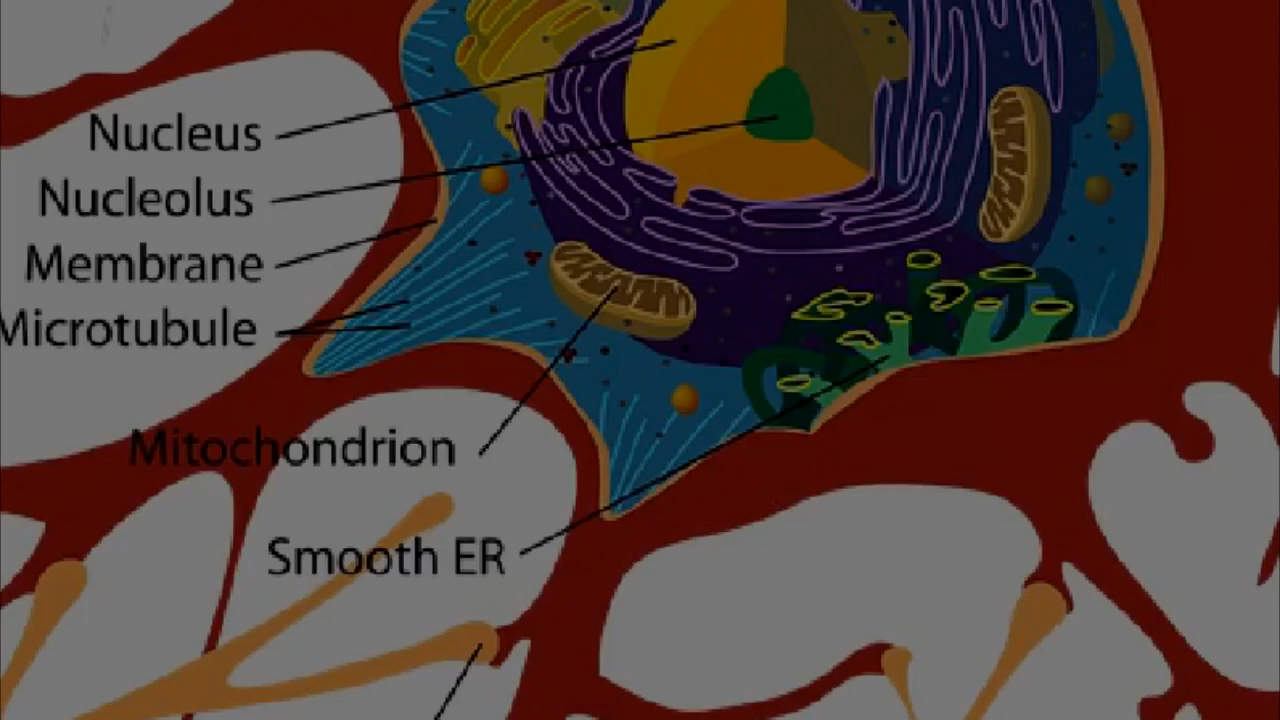 Nucleus
Nucleolus
Membrane
Microtubule
Mitochondrion
Smooth ER